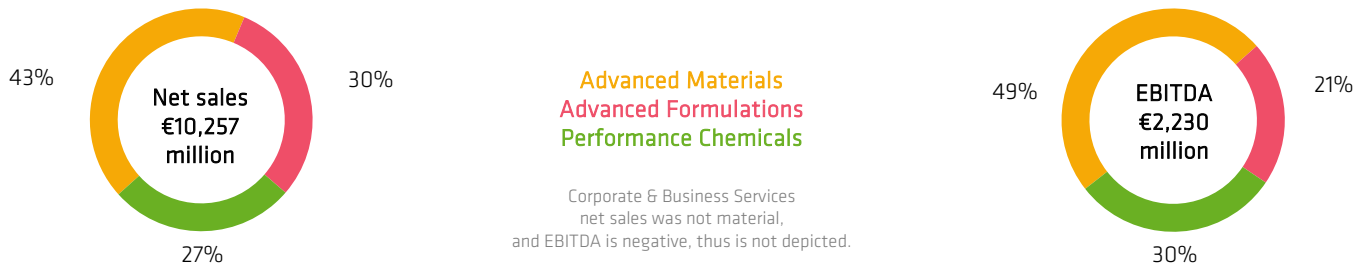 43%
30%
Net sales
€10,257
million
27%
Advanced Materials
Advanced Formulations
Performance Chemicals
Corporate & Business Services
net sales was not material,
and EBITDA is negative, thus is not depicted.
49%
21%
EBITDA
€2,230
million
30%